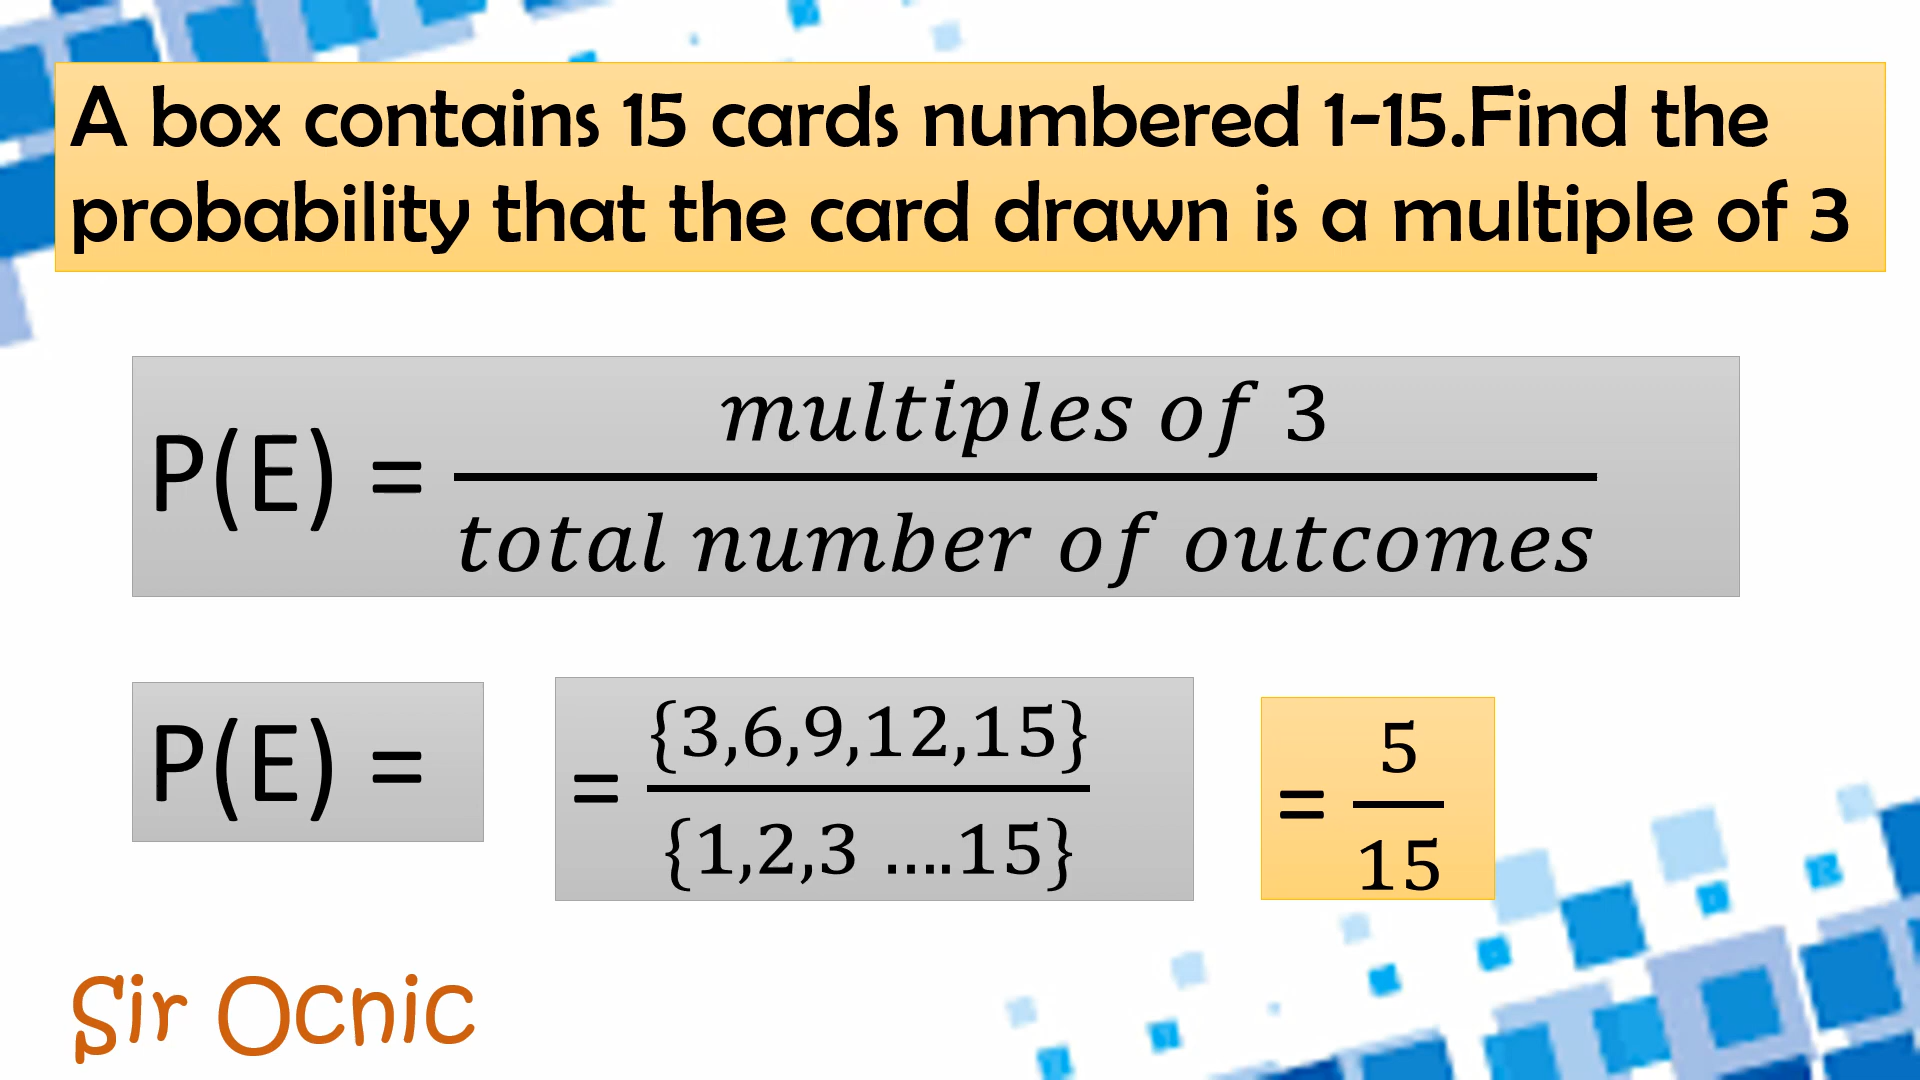 A box contains 15 cards numbered 1-15.Find the
probability that the card drawn is a multiple of 3
P(E) = multiples of 3 / total number of outcomes
P(E) =
= {3,6,9,12,15} / {1,2,3 ....15}
= 5 / 15
Sir Ocnic